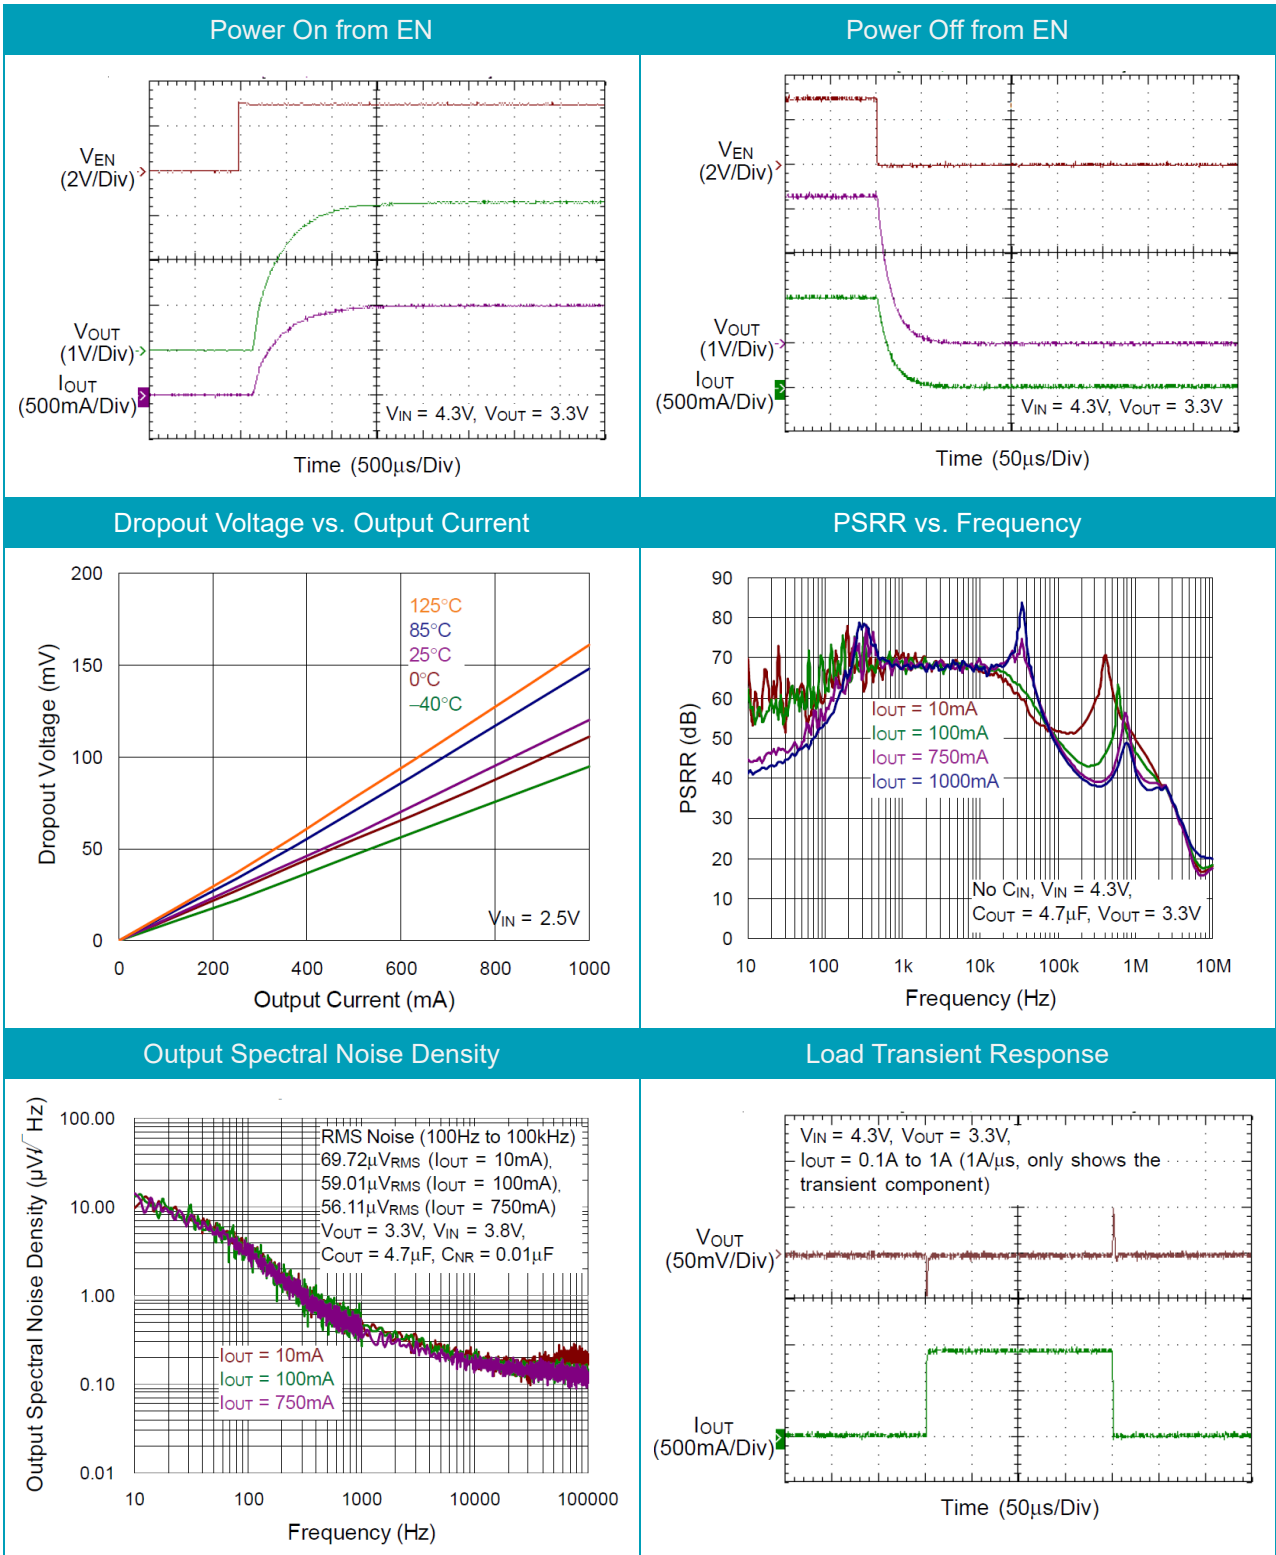 Power On from EN
VEN
(2V/Div)
VOUT
(1V/Div)
IOUT
(500mA/Div)
VIN = 4.3V, VOUT = 3.3V
Time (500μs/Div)
Power Off from EN
VEN
(2V/Div)
VOUT
(1V/Div)
IOUT
(500mA/Div)
VIN = 4.3V, VOUT = 3.3V
Time (50μs/Div)
Dropout Voltage vs. Output Current
Dropout Voltage (mV)
200
150
100
50
0
125°C
85°C
25°C
0°C
–40°C
VIN = 2.5V
0 200 400 600 800 1000
Output Current (mA)
PSRR vs. Frequency
PSRR (dB)
90
80
70
60
50
40
30
20
10
0
IOUT = 10mA
IOUT = 100mA
IOUT = 750mA
IOUT = 1000mA
No CIN, VIN = 4.3V,
COUT = 4.7μF, VOUT = 3.3V
10 100 1k 10k 100k 1M 10M
Frequency (Hz)
Output Spectral Noise Density
Output Spectral Noise Density (μV/√Hz)
100.00
10.00
1.00
0.10
0.01
RMS Noise (100Hz to 100kHz)
69.72μVRMS (IOUT = 10mA),
59.01μVRMS (IOUT = 100mA),
56.11μVRMS (IOUT = 750mA)
VOUT = 3.3V, VIN = 3.8V,
COUT = 4.7μF, CNR = 0.01μF
IOUT = 10mA
IOUT = 100mA
IOUT = 750mA
10 100 1000 10000 100000
Frequency (Hz)
Load Transient Response
VIN = 4.3V, VOUT = 3.3V,
IOUT = 0.1A to 1A (1A/μs, only shows the
transient component)
VOUT
(50mV/Div)
IOUT
(500mA/Div)
Time (50μs/Div)